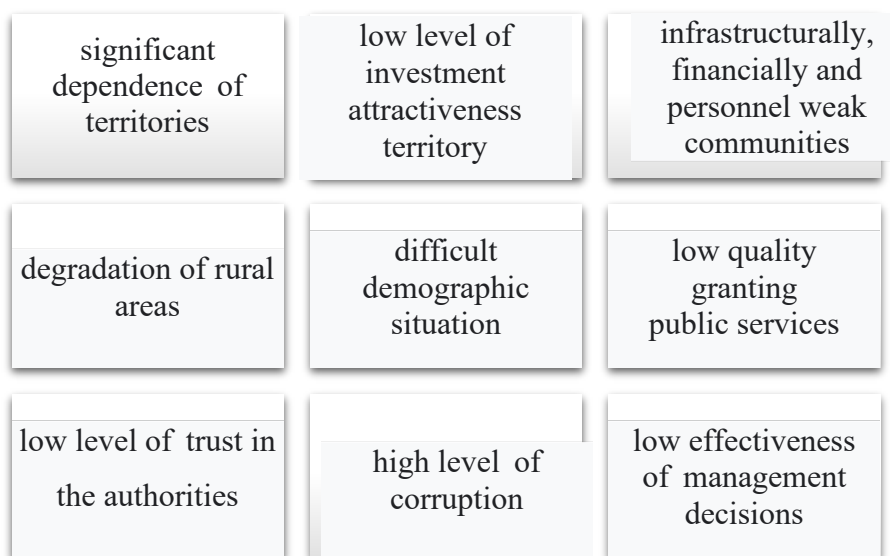 significant
dependence of
territories
low level of
investment
attractiveness
territory
infrastructurally,
financially and
personnel weak
communities
degradation of rural
areas
difficult
demographic
situation
low quality
granting
public services
low level of trust in
the authorities
high level of
corruption
low effectiveness
of management
decisions